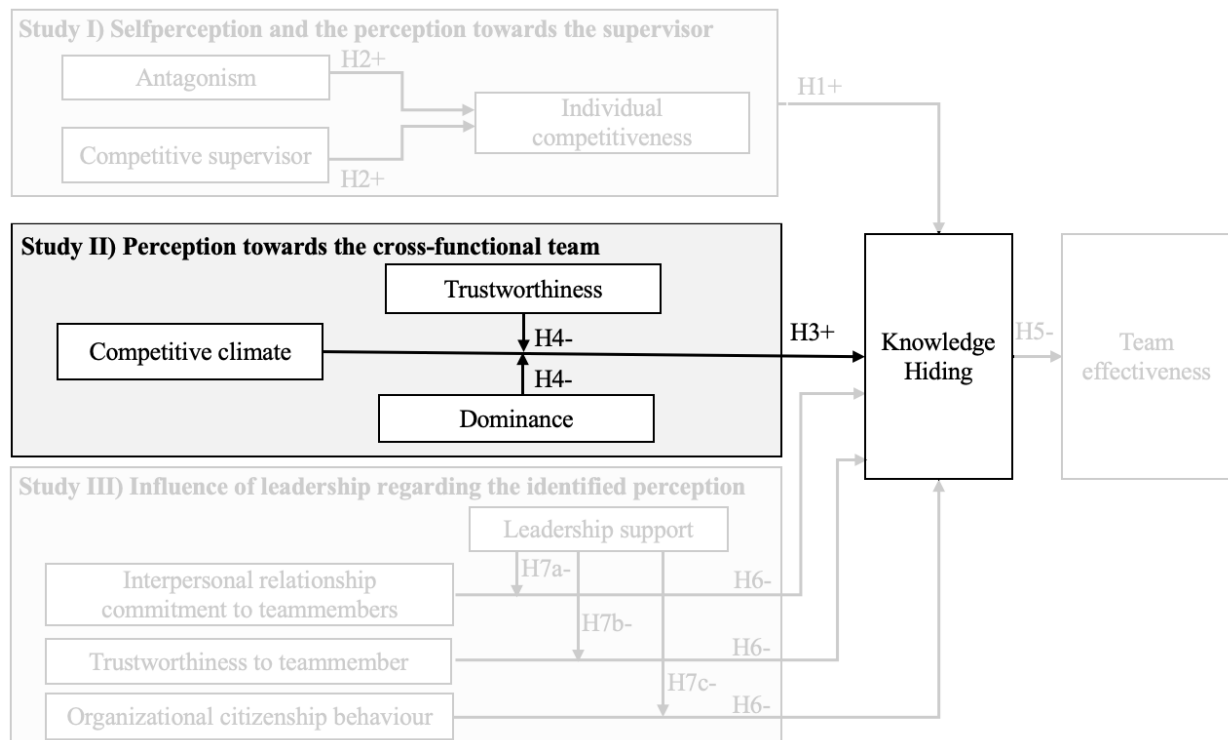 Study I) Selfperception and the perception towards the supervisor
H2+
Antagonism
H1+
Individual
competitiveness
Competitive supervisor
H2+
Study II) Perception towards the cross-functional team
Trustworthiness
H4-
H3+
Competitive climate
Knowledge
Hiding
H5-
Team
effectiveness
H4-
Dominance
Study III) Influence of leadership regarding the identified perception
Leadership support
H7a-
Interpersonal relationship
commitment to teammembers
H6-
H7b-
Trustworthiness to teammember
H6-
H7c-
Organizational citizenship behaviour
H6-